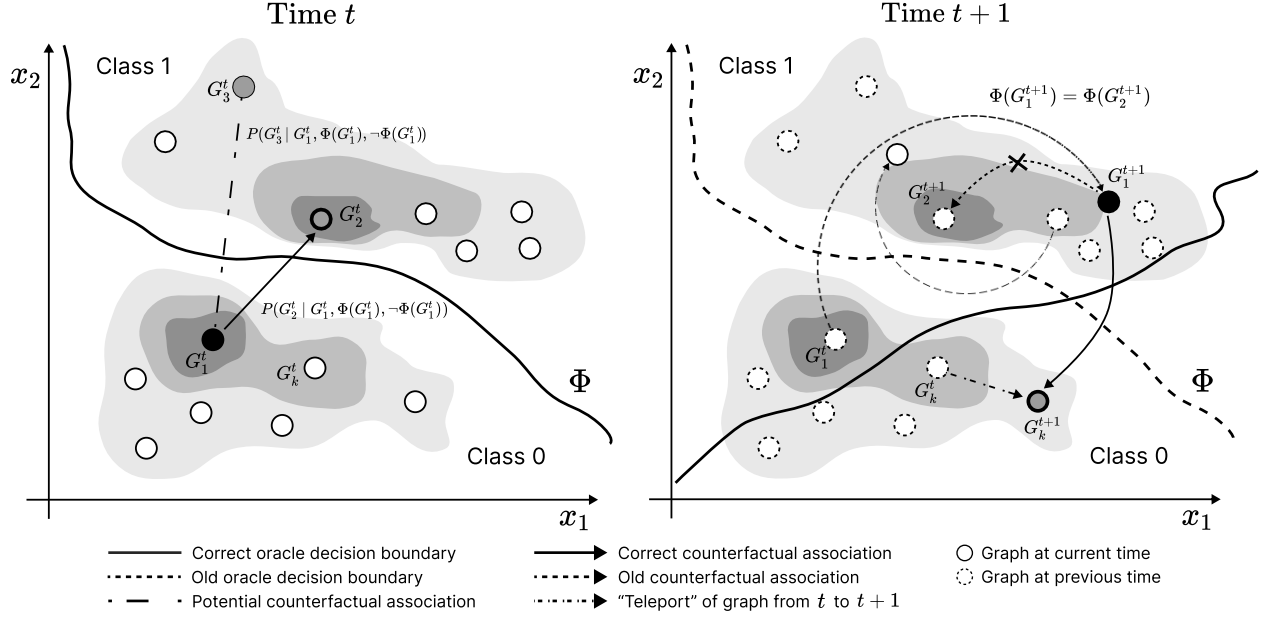 Time t
x₂
Class 1
G₃ᵗ
P(G₃ᵗ | G₁ᵗ, Φ(G₁ᵗ), ¬Φ(G₁ᵗ))
G₂ᵗ
P(G₂ᵗ | G₁ᵗ, Φ(G₁ᵗ), ¬Φ(G₁ᵗ))
G₁ᵗ
Gₖᵗ
Φ
Class 0
x₁
Time t + 1
x₂
Class 1
Φ(G₁ᵗ⁺¹) = Φ(G₂ᵗ⁺¹)
G₁ᵗ⁺¹
G₂ᵗ⁺¹
G₁ᵗ
Gₖᵗ
Φ
Gₖᵗ⁺¹
Class 0
x₁
Correct oracle decision boundary
Old oracle decision boundary
Potential counterfactual association
Correct counterfactual association
Old counterfactual association
“Teleport” of graph from t to t + 1
Graph at current time
Graph at previous time